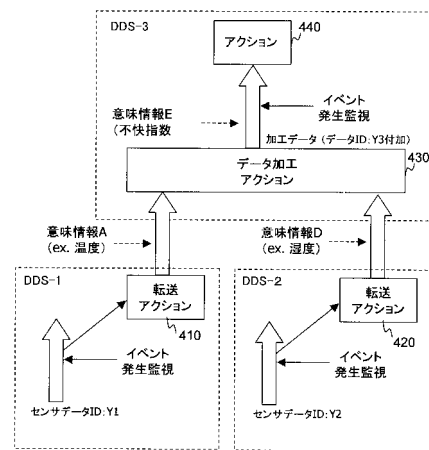 DDS-3
アクション
440
意味情報E
(不快指数
イベント
発生監視
加工データ (データID:Y3付加)
データ加工
アクション
430
意味情報A
(ex. 温度)
意味情報D
(ex. 湿度)
DDS-1
転送
アクション
410
イベント
発生監視
センサデータID:Y1
DDS-2
転送
アクション
420
イベント
発生監視
センサデータID:Y2